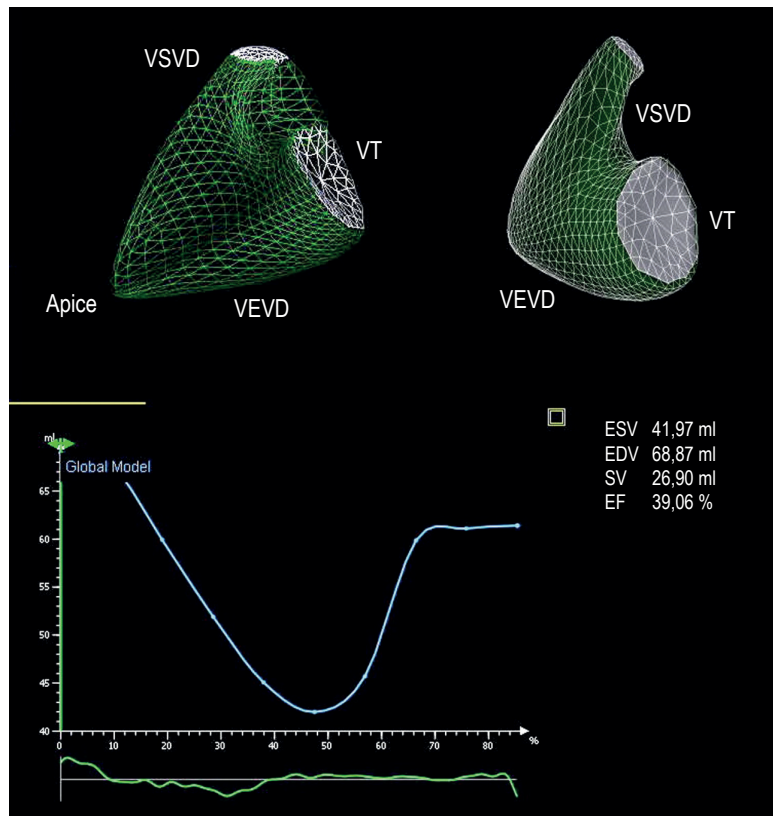 VSVD
VT
Apice
VEVD
VSVD
VT
VEVD
ml
Global Model
65
60
55
50
45
40
0 10 20 30 40 50 60 70 80 %
ESV 41,97 ml
EDV 68,87 ml
SV 26,90 ml
EF 39,06 %